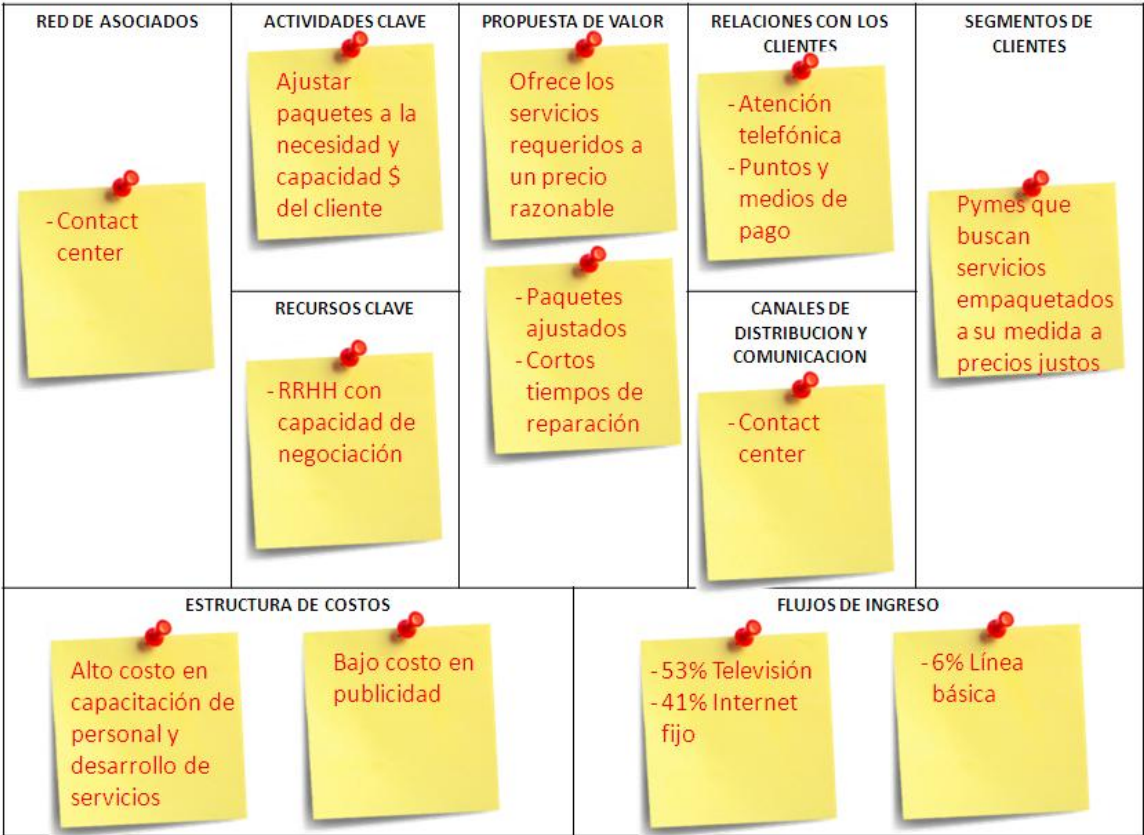 RED DE ASOCIADOS
- Contact
center
ACTIVIDADES CLAVE
Ajustar
paquetes a la
necesidad y
capacidad $
del cliente
RECURSOS CLAVE
- RRHH con
capacidad de
negociación
PROPUESTA DE VALOR
Ofrece los
servicios
requeridos a
un precio
razonable
- Paquetes
ajustados
- Cortos
tiempos de
reparación
RELACIONES CON LOS
CLIENTES
- Atención
telefónica
- Puntos y
medios de
pago
CANALES DE
DISTRIBUCION Y
COMUNICACION
- Contact
center
SEGMENTOS DE
CLIENTES
Pymes que
buscan
servicios
empaquetados
a su medida a
precios justos
ESTRUCTURA DE COSTOS
Alto costo en
capacitación de
personal y
desarrollo de
servicios
Bajo costo en
publicidad
FLUJOS DE INGRESO
- 53% Televisión
- 41% Internet
fijo
- 6% Línea
básica